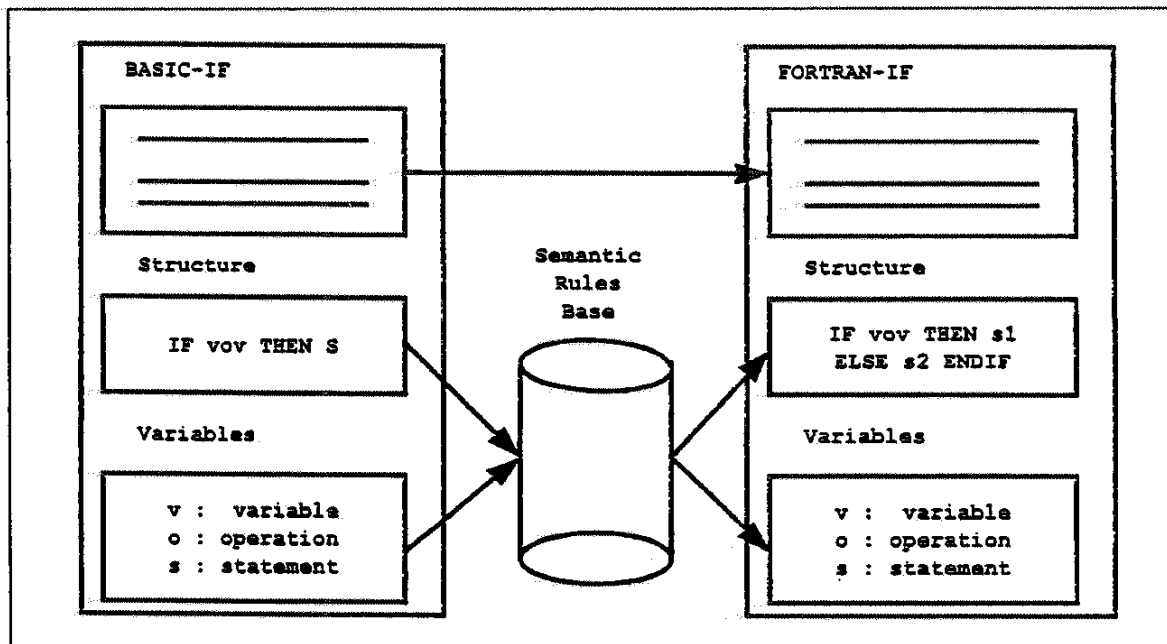 BASIC-IF
Structure
IF vov THEN S
Variables
v : variable
o : operation
s : statement
Semantic
Rules
Base
FORTRAN-IF
Structure
IF vov THEN s1
ELSE s2 ENDIF
Variables
v : variable
o : operation
s : statement